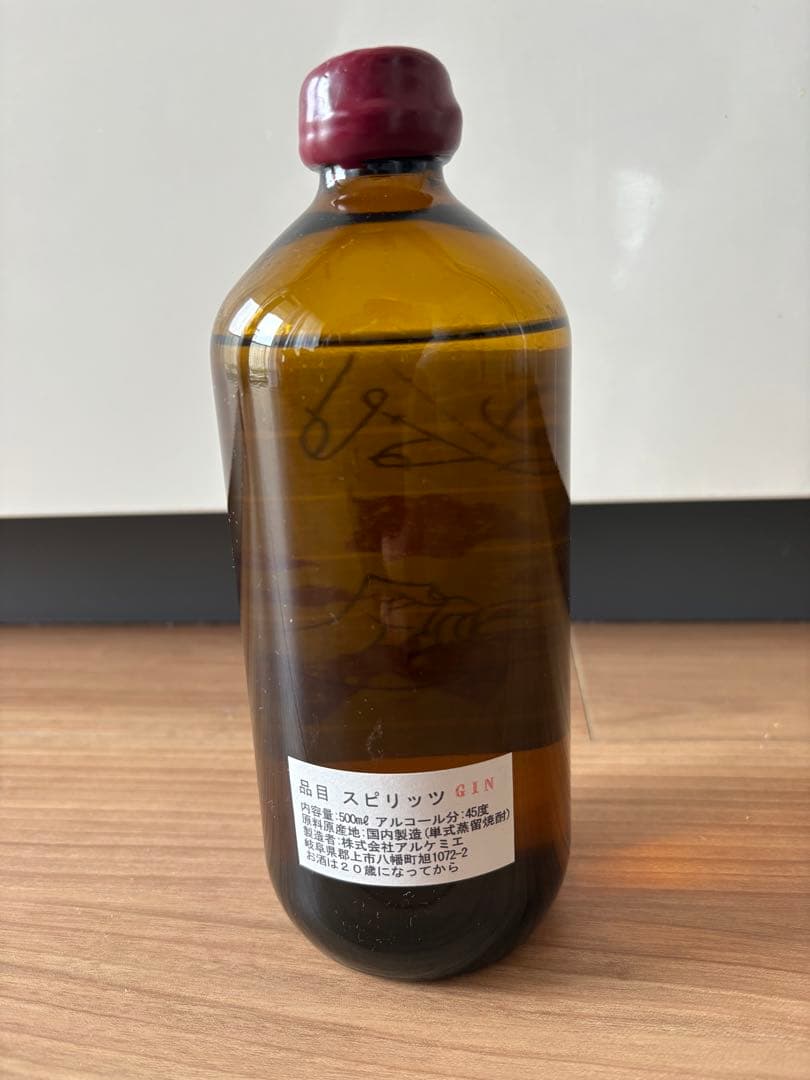 品目 スピリッツ GIN
内容量:500mℓ アルコール分:45度
原料原産地:国内製造(単式蒸留焼酎)
製造者:株式会社アルケミエ
岐阜県郡上市八幡町旭1072-2
お酒は20歳になってから